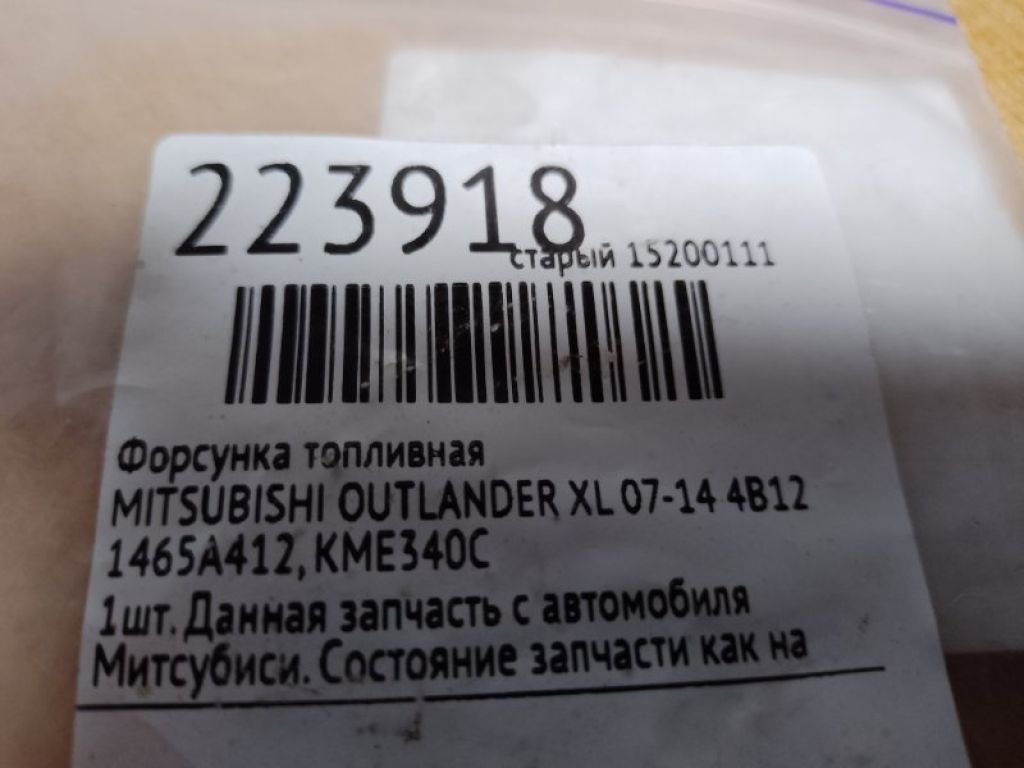 223918
старый 15200111
Форсунка топливная
MITSUBISHI OUTLANDER XL 07-14 4B12
1465A412, KME340C
1шт. Данная запчасть с автомобиля
Митсубиси. Состояние запчасти как на